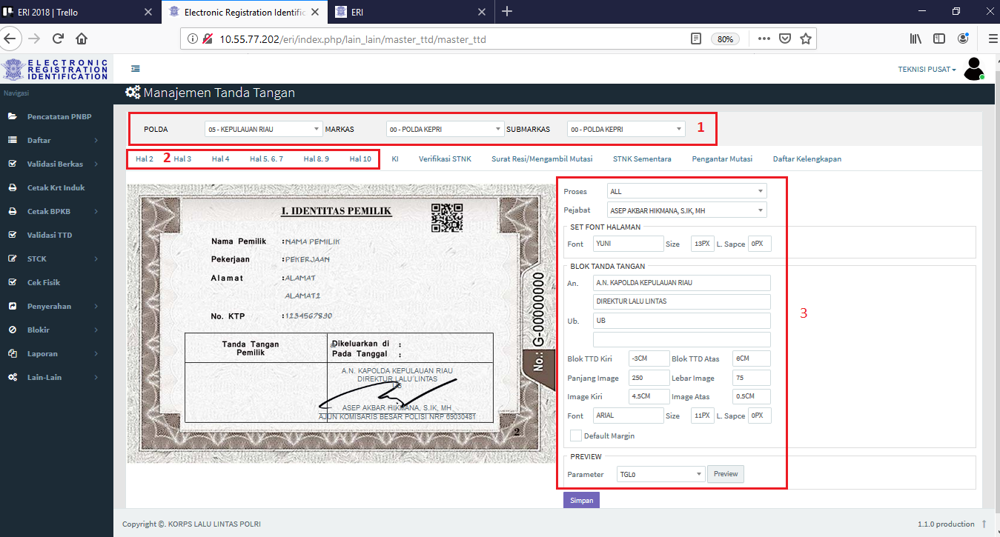 ERI 2018 | Trello
Electronic Registration Identific
ERI
10.55.77.202/eri/index.php/lain_lain/master_ttd/master_ttd
80%
ELECTRONIC
REGISTRATION
IDENTIFICATION
TEKNISI PUSAT
Navigasi
Manajemen Tanda Tangan
Pencatatan PNBP
Daftar
Validasi Berkas
Cetak Krt Induk
Cetak BPKB
Validasi TTD
STCK
Cek Fisik
Penyerahan
Blokir
Laporan
Lain-Lain
POLDA 05 - KEPULAUAN RIAU MARKAS 00 - POLDA KEPRI SUBMARKAS 00 - POLDA KEPRI 1
Hal 2 2 Hal 3 Hal 4 Hal 5. 6. 7 Hal 8. 9 Hal 10 KI Verifikasi STNK Surat Resi/Mengambil Mutasi STNK Sementara Pengantar Mutasi Daftar Kelengkapan
I. IDENTITAS PEMILIK
Nama Pemilik : NAMA PEMILIK
Pekerjaan : PEKERJAAN
Alamat : ALAMAT
ALAMAT2
No. KTP : 1234567890
Tanda Tangan
Pemilik
Dikeluarkan di :
Pada Tanggal :
A.N. KAPOLDA KEPULAUAN RIAU
DIREKTUR LALU LINTAS
UB
ASEP AKBAR HIKMANA, S.IK, MH
AJUN KOMISARIS BESAR POLISI NRP 69030481
No.: G-00000000
2
Proses ALL
Pejabat ASEP AKBAR HIKMANA, S.IK, MH
SET FONT HALAMAN
Font YUNI Size 13PX L. Sapce 0PX
BLOK TANDA TANGAN
An. A.N. KAPOLDA KEPULAUAN RIAU
DIREKTUR LALU LINTAS
3
Ub. UB
Blok TTD Kiri -3CM Blok TTD Atas 6CM
Panjang Image 250 Lebar Image 75
Image Kiri 4.5CM Image Atas 0.5CM
Font ARIAL Size 11PX L. Sapce 0PX
Default Margin
PREVIEW
Parameter TGL0 Preview
Simpan
Copyright ©. KORPS LALU LINTAS POLRI
1.1.0 production